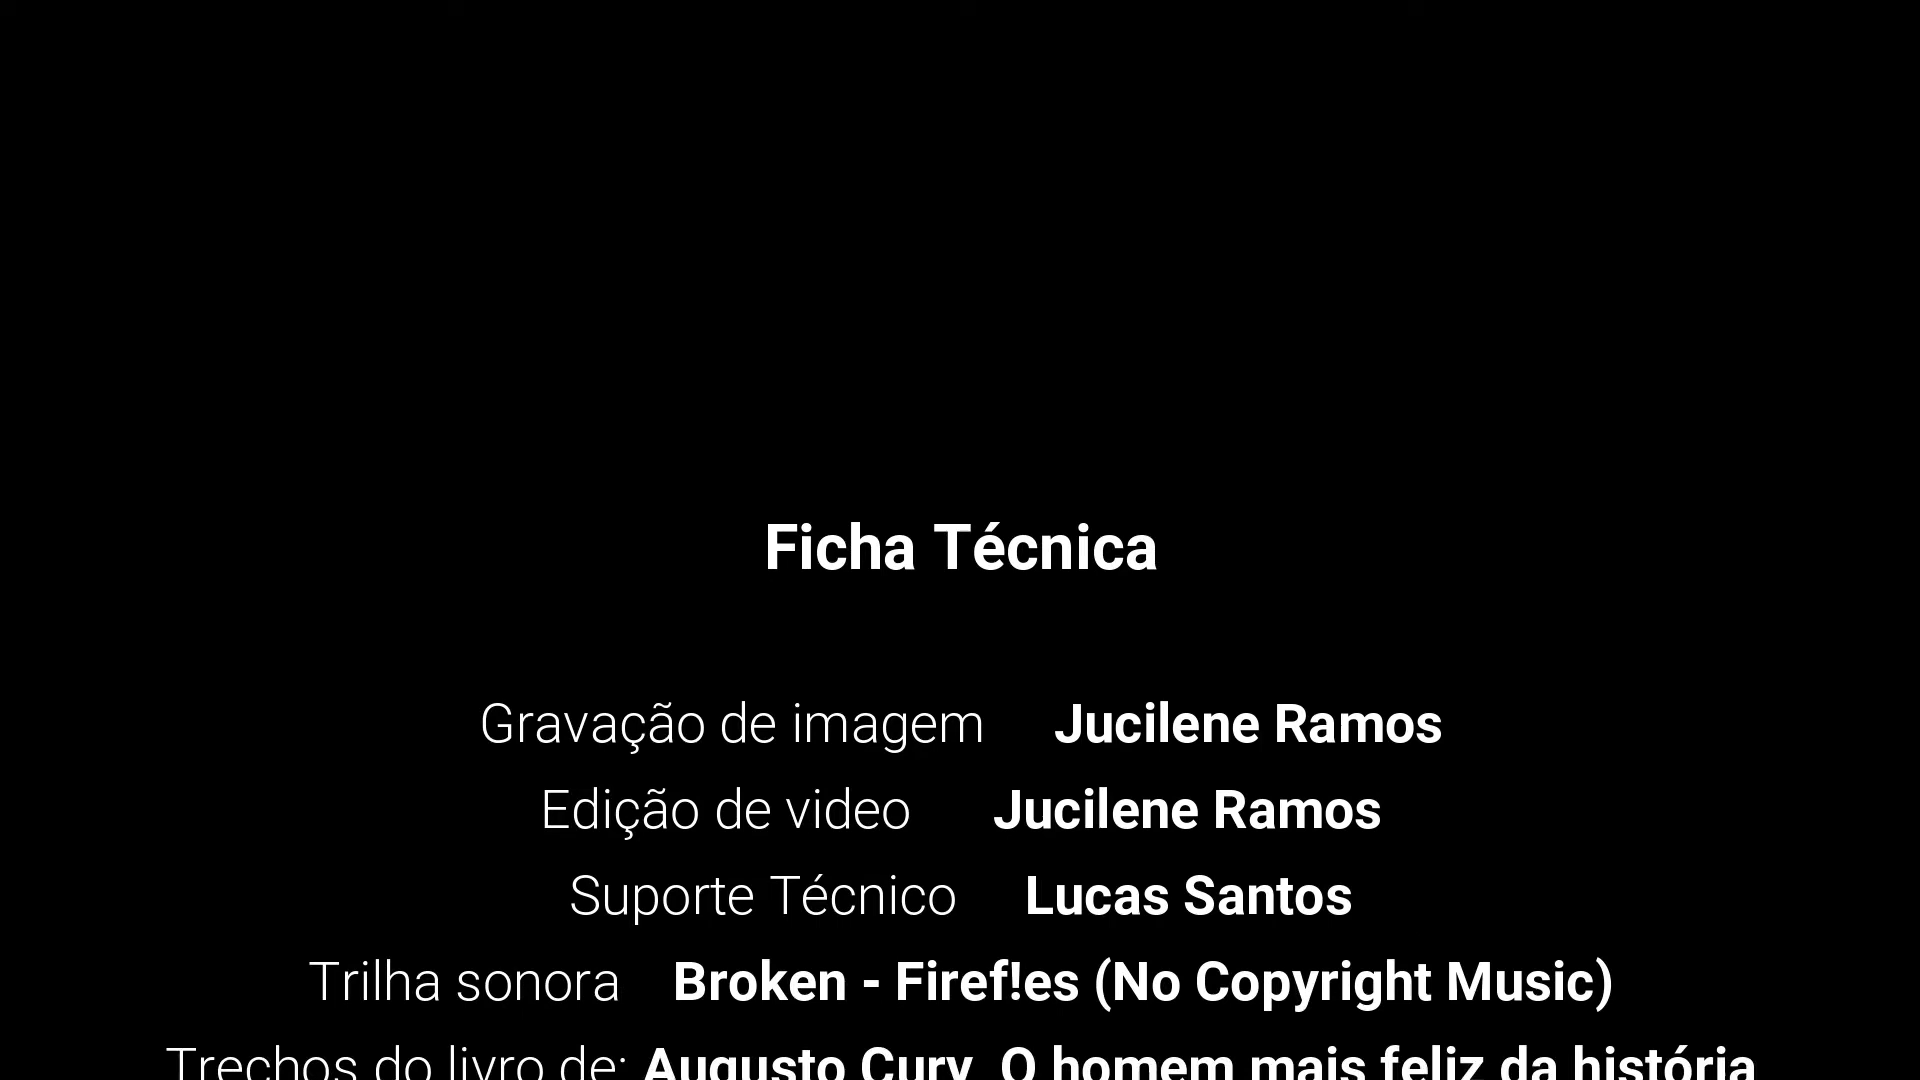 Ficha Técnica
Gravação de imagem Jucilene Ramos
Edição de video Jucilene Ramos
Suporte Técnico Lucas Santos
Trilha sonora Broken - Firef!es (No Copyright Music)
Trechos do livro de: Augusto Cury O homem mais feliz da história